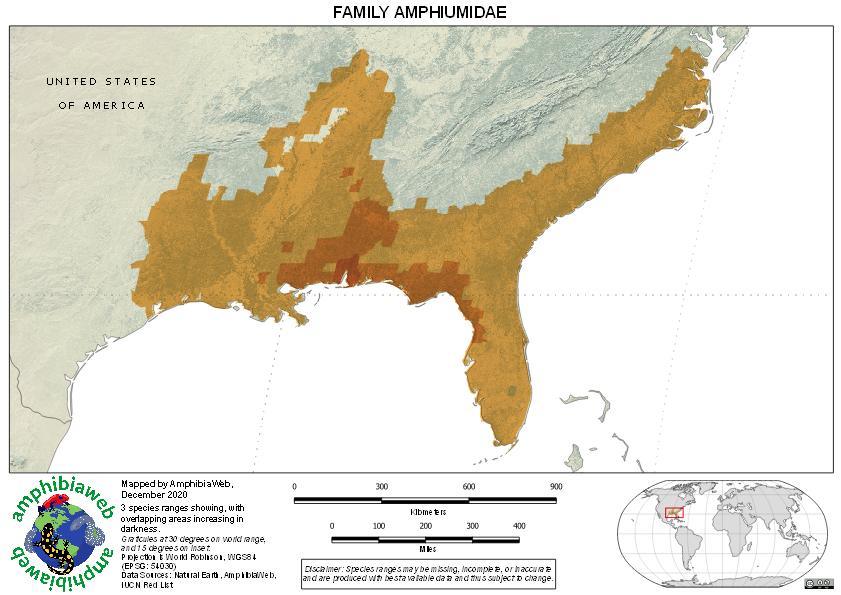 FAMILY AMPHIUMIDAE
UNITED STATES
OF AMERICA
amphibiaweb
amphibiaweb
Mapped by AmphibiaWeb,
December 2020
3 species ranges showing, with
overlapping areas increasing in
darkness.
Graticules at 30 degrees on world range,
and 15 degrees on inset.
Projection is World Robinson, WGS84
(EPSG: 54030)
Data Sources: Natural Earth, AmphibiaWeb,
IUCN Red List
0 300 600 900
Kilometers
0 100 200 300 400
Miles
Disclaimer: Species ranges may be missing, incomplete, or inaccurate
and are produced with best available data and thus subject to change.